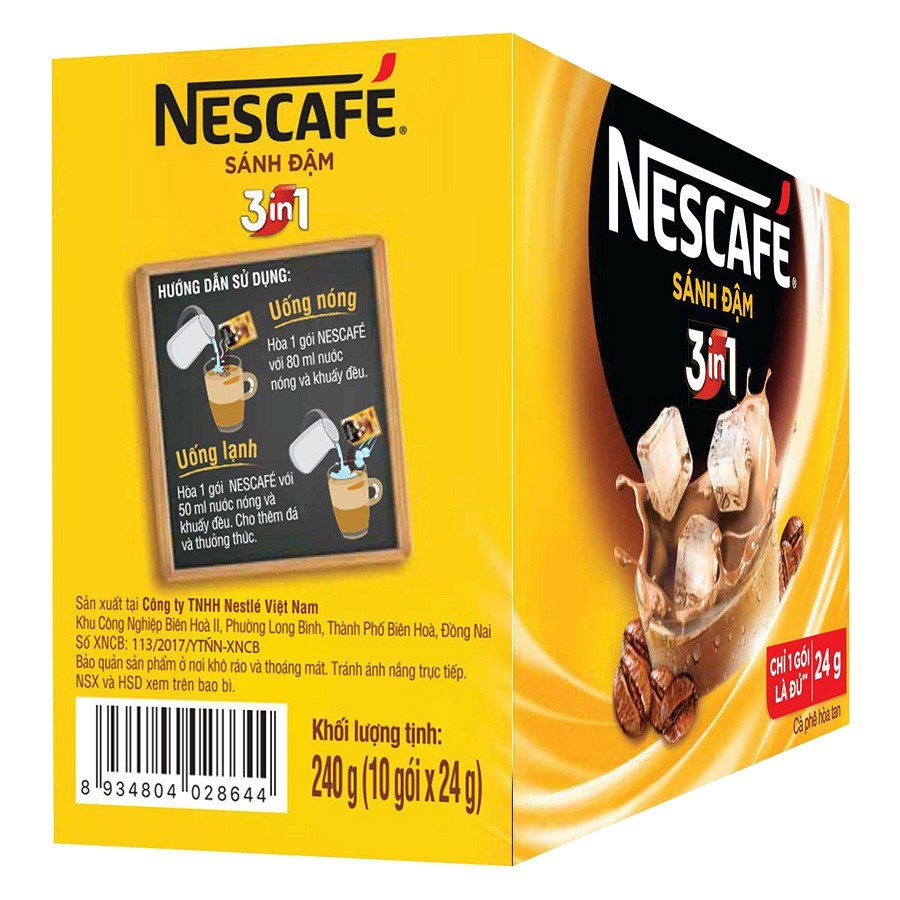 NESCAFÉ®
SÁNH ĐẬM
3in1
HƯỚNG DẪN SỬ DỤNG:
Uống nóng
Hòa 1 gói NESCAFÉ
với 80 ml nước
nóng và khuấy đều.
Uống lạnh
Hòa 1 gói NESCAFÉ với
50 ml nước nóng và
khuấy đều. Cho thêm đá
và thưởng thức.
Sản xuất tại Công ty TNHH Nestlé Việt Nam
Khu Công Nghiệp Biên Hoà II, Phường Long Bình, Thành Phố Biên Hoà, Đồng Nai
Số XNCB: 113/2017/YTĐN-XNCB
Bảo quản sản phẩm ở nơi khô ráo và thoáng mát. Tránh ánh nắng trực tiếp.
NSX và HSD xem trên bao bì.
8 934804 028644
Khối lượng tịnh:
240 g (10 gói x 24 g)
NESCAFÉ®
SÁNH ĐẬM
3in1
CHỈ 1 GÓI
LÀ ĐỦ**
24 g
Cà phê hòa tan